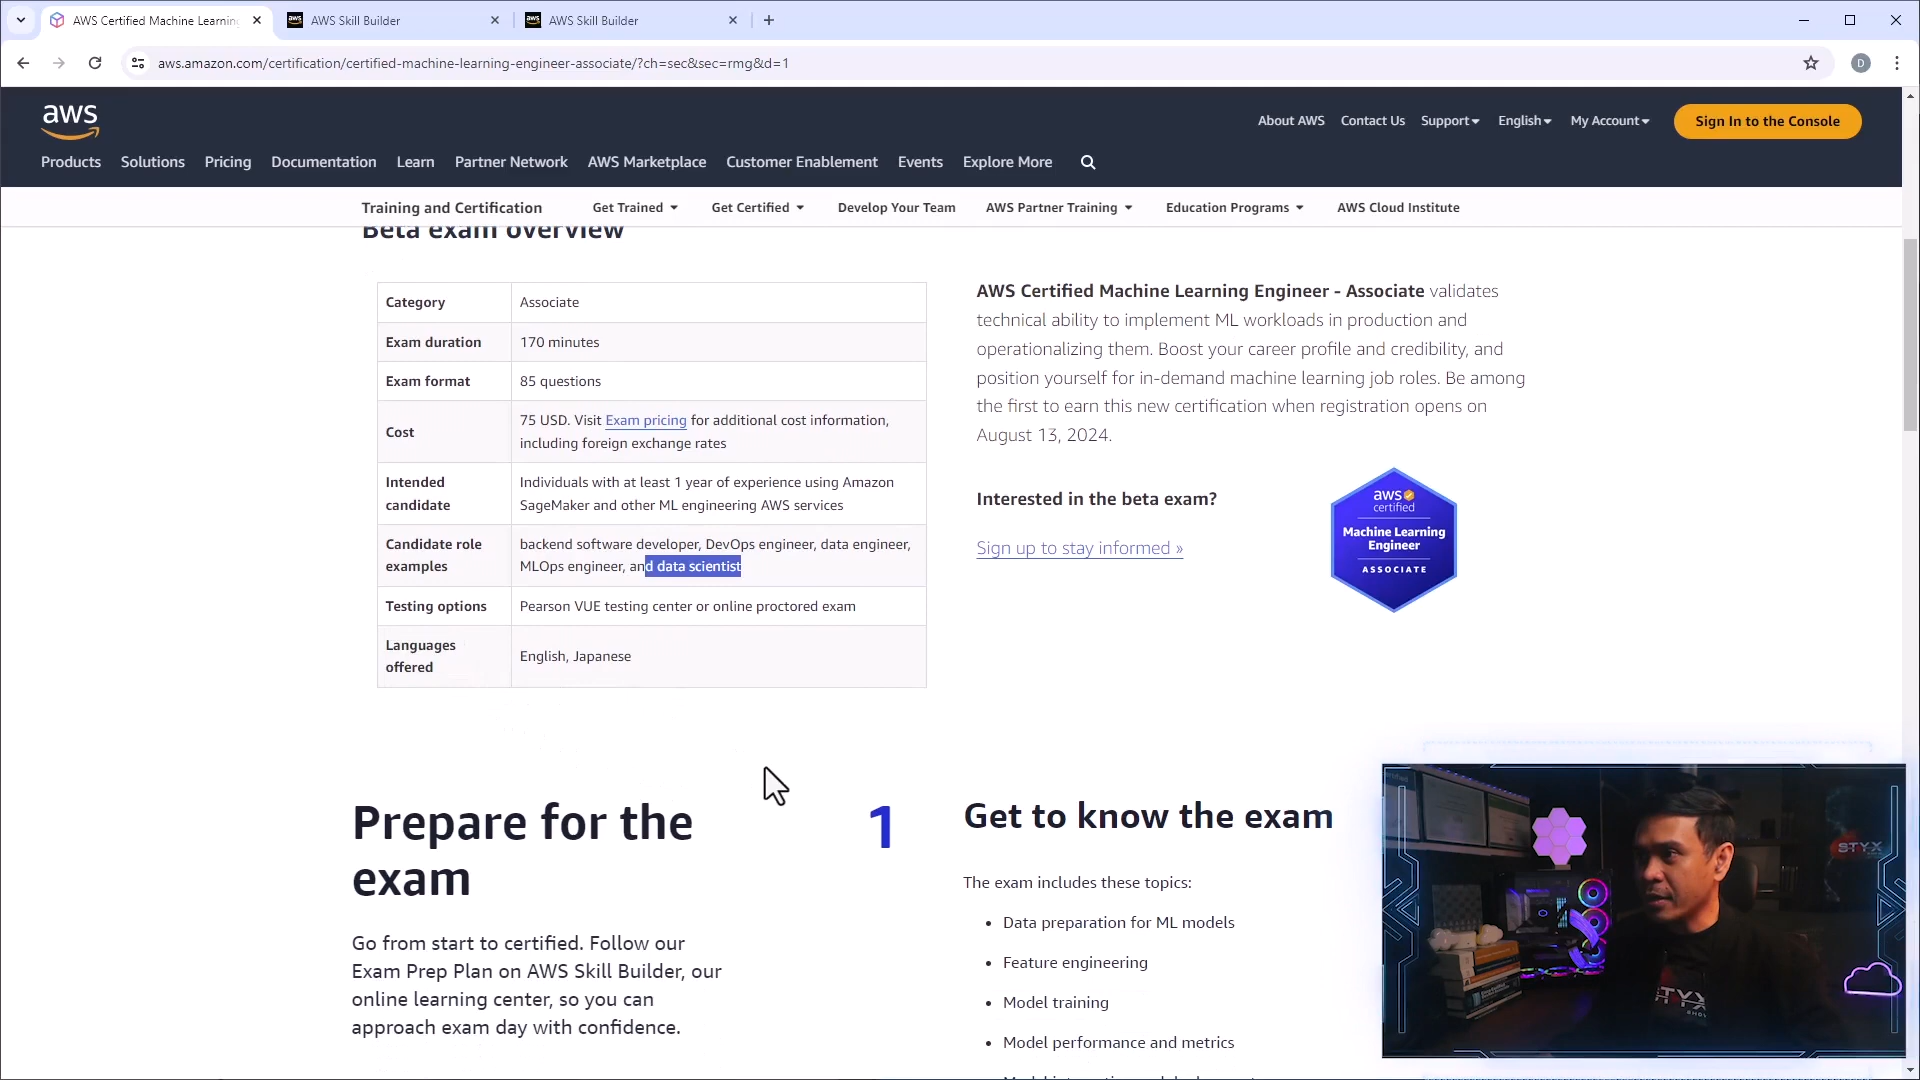 AWS Certified Machine Learning
AWS Skill Builder
AWS Skill Builder
aws.amazon.com/certification/certified-machine-learning-engineer-associate/?ch=sec&sec=rmg&d=1
D
aws
About AWS
Contact Us
Support
English
My Account
Sign In to the Console
Products
Solutions
Pricing
Documentation
Learn
Partner Network
AWS Marketplace
Customer Enablement
Events
Explore More
Training and Certification
Get Trained
Get Certified
Develop Your Team
AWS Partner Training
Education Programs
AWS Cloud Institute
Beta exam overview
Category
Associate
Exam duration
170 minutes
Exam format
85 questions
Cost
75 USD. Visit Exam pricing for additional cost information,
including foreign exchange rates
Intended
candidate
Individuals with at least 1 year of experience using Amazon
SageMaker and other ML engineering AWS services
Candidate role
examples
backend software developer, DevOps engineer, data engineer,
MLOps engineer, and data scientist
Testing options
Pearson VUE testing center or online proctored exam
Languages
offered
English, Japanese
AWS Certified Machine Learning Engineer - Associate validates
technical ability to implement ML workloads in production and
operationalizing them. Boost your career profile and credibility, and
position yourself for in-demand machine learning job roles. Be among
the first to earn this new certification when registration opens on
August 13, 2024.
Interested in the beta exam?
Sign up to stay informed »
aws
certified
Machine Learning
Engineer
ASSOCIATE
Prepare for the
exam
Go from start to certified. Follow our
Exam Prep Plan on AWS Skill Builder, our
online learning center, so you can
approach exam day with confidence.
1
Get to know the exam
The exam includes these topics:
• Data preparation for ML models
• Feature engineering
• Model training
• Model performance and metrics
STYX